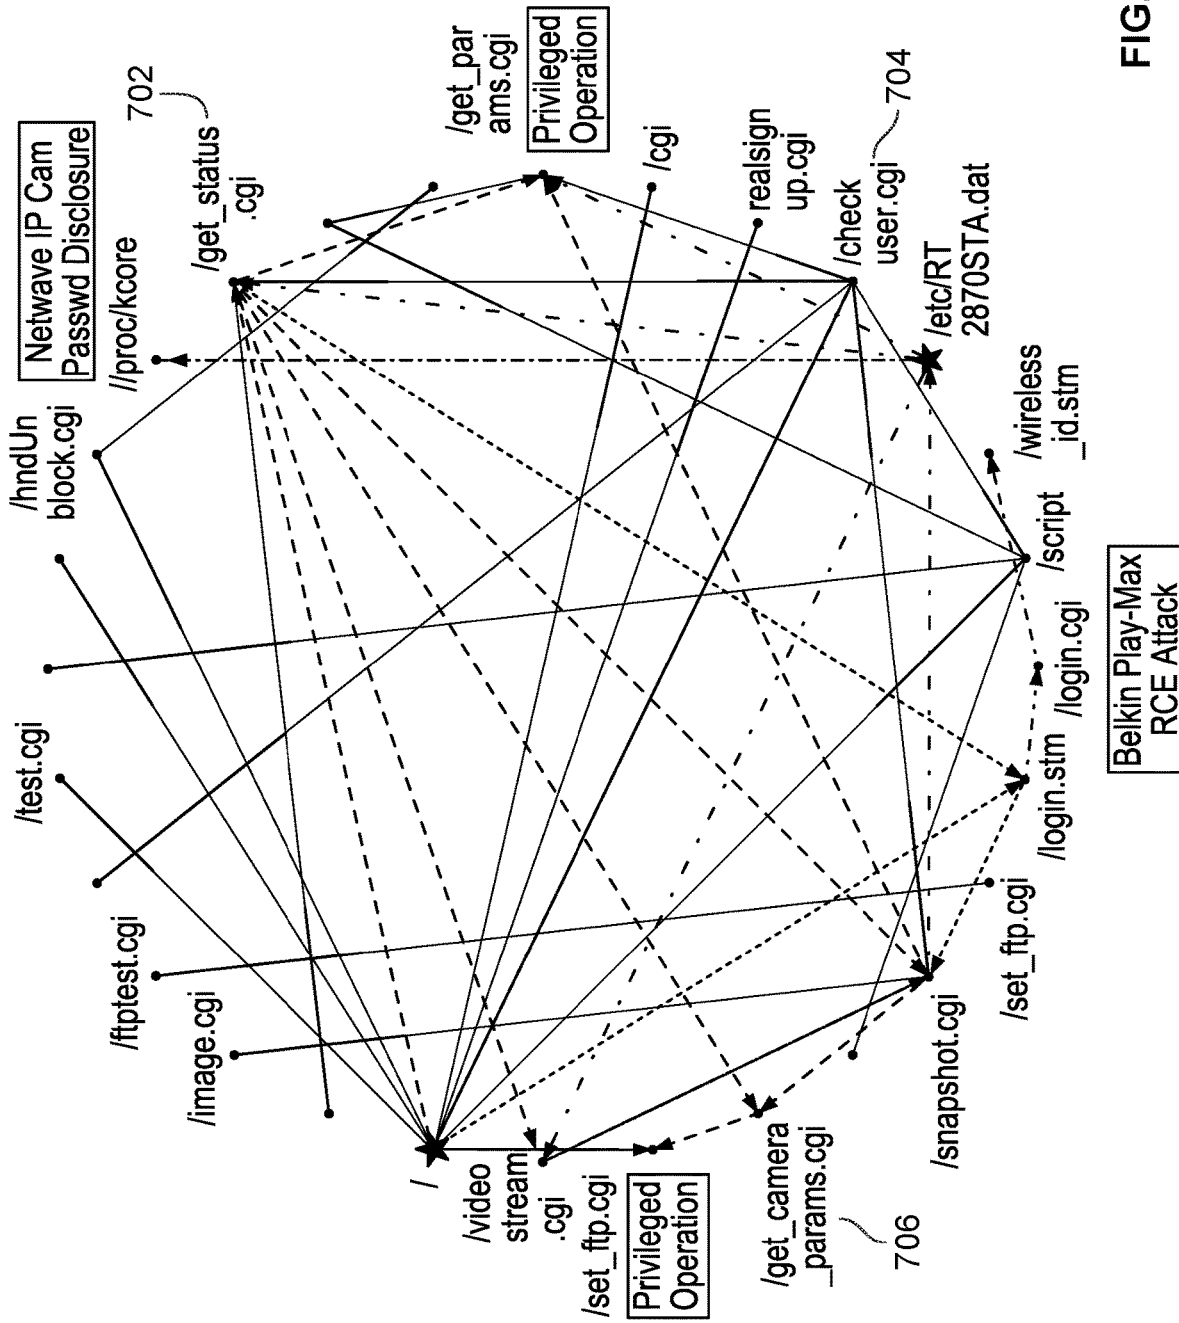 FIG.
Netwave IP Cam
Passwd Disclosure
702
//proc/kcore
/get_status
.cgi
/get_par
ams.cgi
Privileged
Operation
/cgi
realsign
up.cgi
/check
user.cgi
704
/etc/RT
2870STA.dat
/wireless
_id.stm
/script
Belkin Play-Max
RCE Attack
/login.cgi
/login.stm
/set_ftp.cgi
/snapshot.cgi
/get_camera
_params.cgi
706
/set_ftp.cgi
Privileged
Operation
/video
stream
.cgi
/
/image.cgi
/ftptest.cgi
/test.cgi
/hndUn
block.cgi